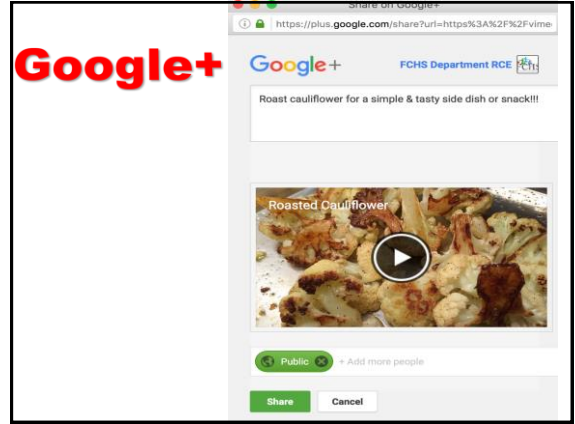 Google+
Share on Google+
https://plus.google.com/share?url=https%3A%2F%2Fvime
Google+
FCHS Department RCE
Roast cauliflower for a simple & tasty side dish or snack!!!
Roasted Cauliflower
Public
+ Add more people
Share Cancel